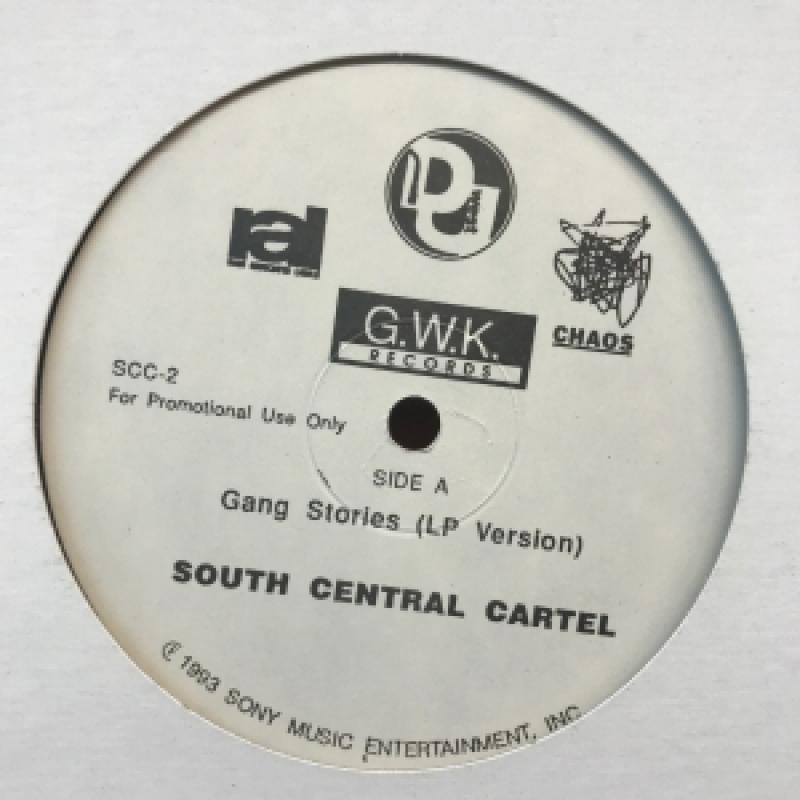 ral
G.W.K.
RECORDS
CHAOS
SCC-2
For Promotional Use Only
SIDE A
Gang Stories (LP Version)
SOUTH CENTRAL CARTEL
℗ 1993 SONY MUSIC ENTERTAINMENT, INC.